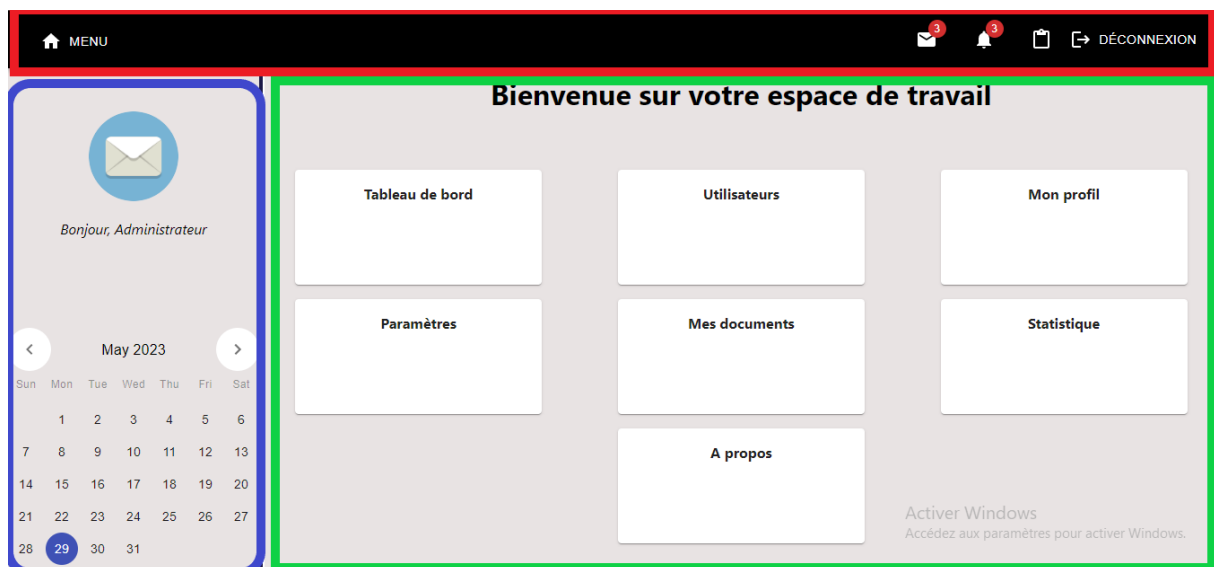 MENU
3
3
DÉCONNEXION
Bienvenue sur votre espace de travail
Bonjour, Administrateur
May 2023
Sun Mon Tue Wed Thu Fri Sat
1 2 3 4 5 6
7 8 9 10 11 12 13
14 15 16 17 18 19 20
21 22 23 24 25 26 27
28 29 30 31
Tableau de bord
Utilisateurs
Mon profil
Paramètres
Mes documents
Statistique
A propos
Activer Windows
Accédez aux paramètres pour activer Windows.